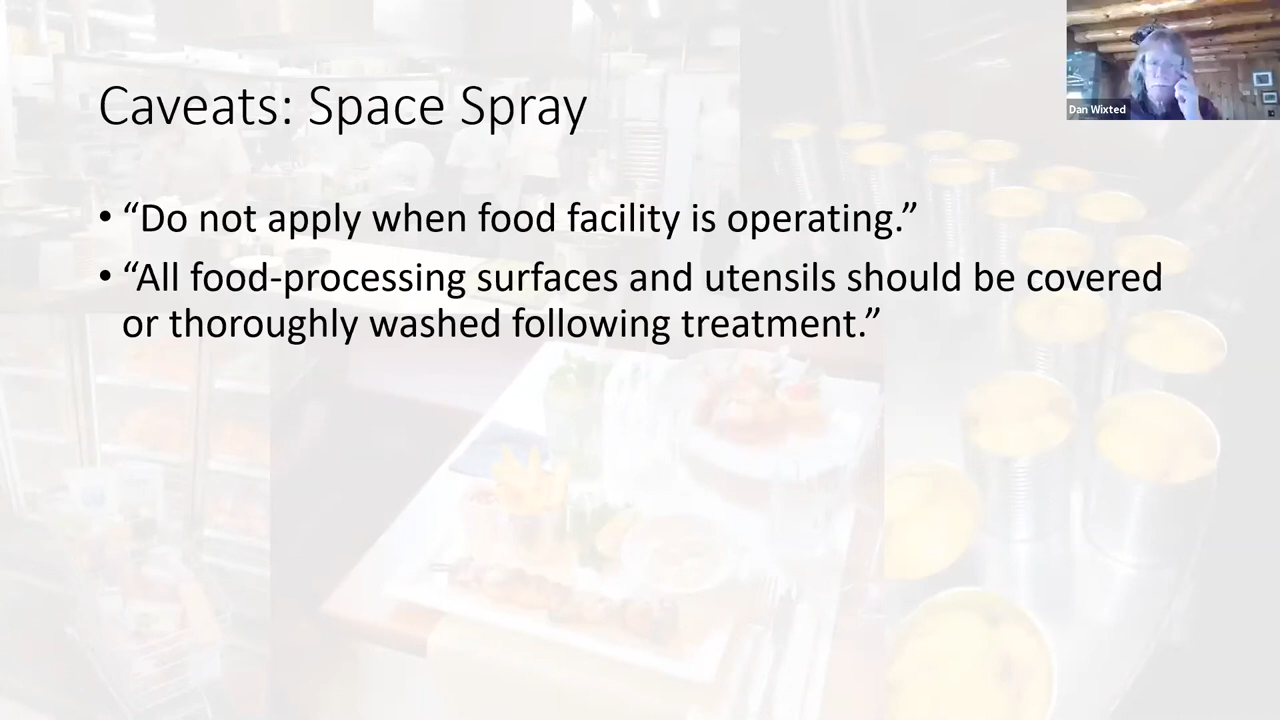 Caveats: Space Spray
Dan Wixted
• “Do not apply when food facility is operating.”
• “All food-processing surfaces and utensils should be covered
or thoroughly washed following treatment.”